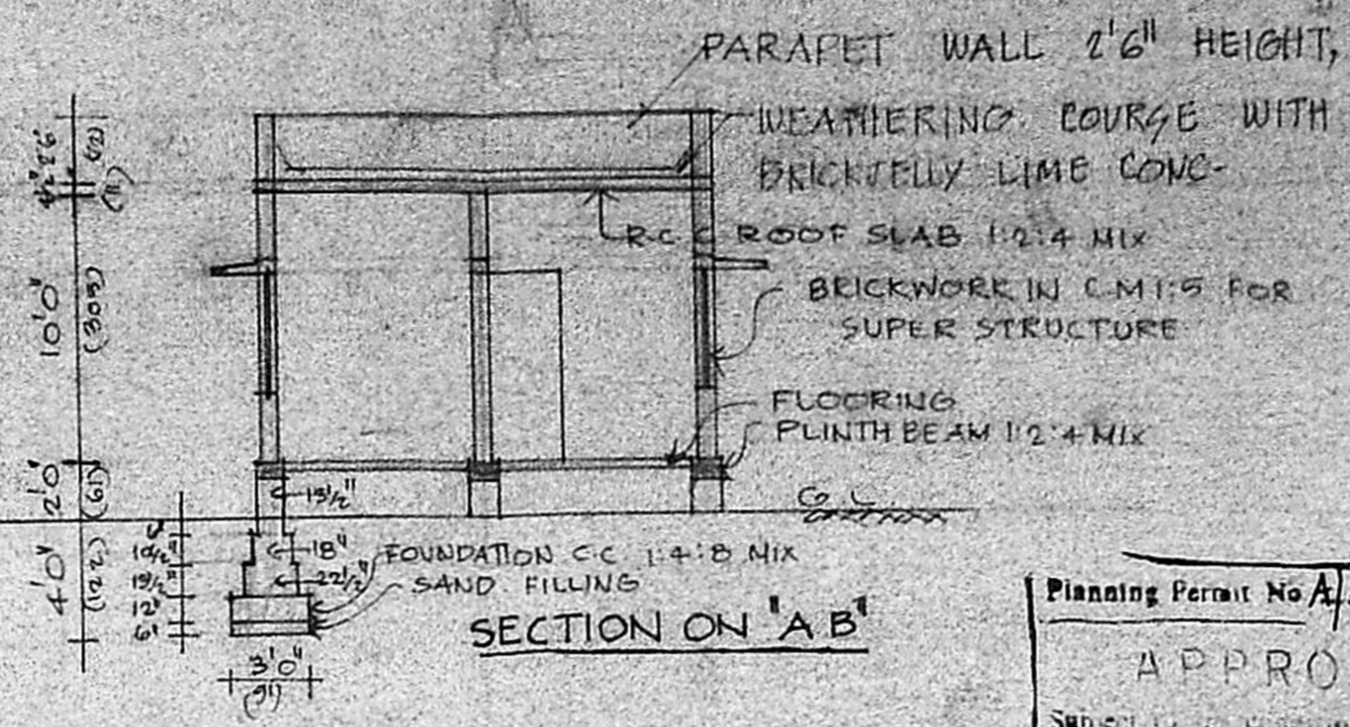 PARAPET WALL 2'6" HEIGHT,
WEATHERING COURSE WITH
BRICKJELLY LIME CONC-
R.C.C ROOF SLAB 1:2:4 MIX
BRICKWORK IN C.M 1:5 FOR
SUPER STRUCTURE
FLOORING
PLINTH BEAM 1:2:4 MIX
G.L
2'6"
10'0" (305)
2'0" (61)
4'0" (122)
13½"
18"
22½"
10½"
13½"
12"
6"
FOUNDATION C.C 1:4:8 MIX
SAND FILLING
3'0"
(91)
SECTION ON "AB"
Planning Permit No A/
APPRO